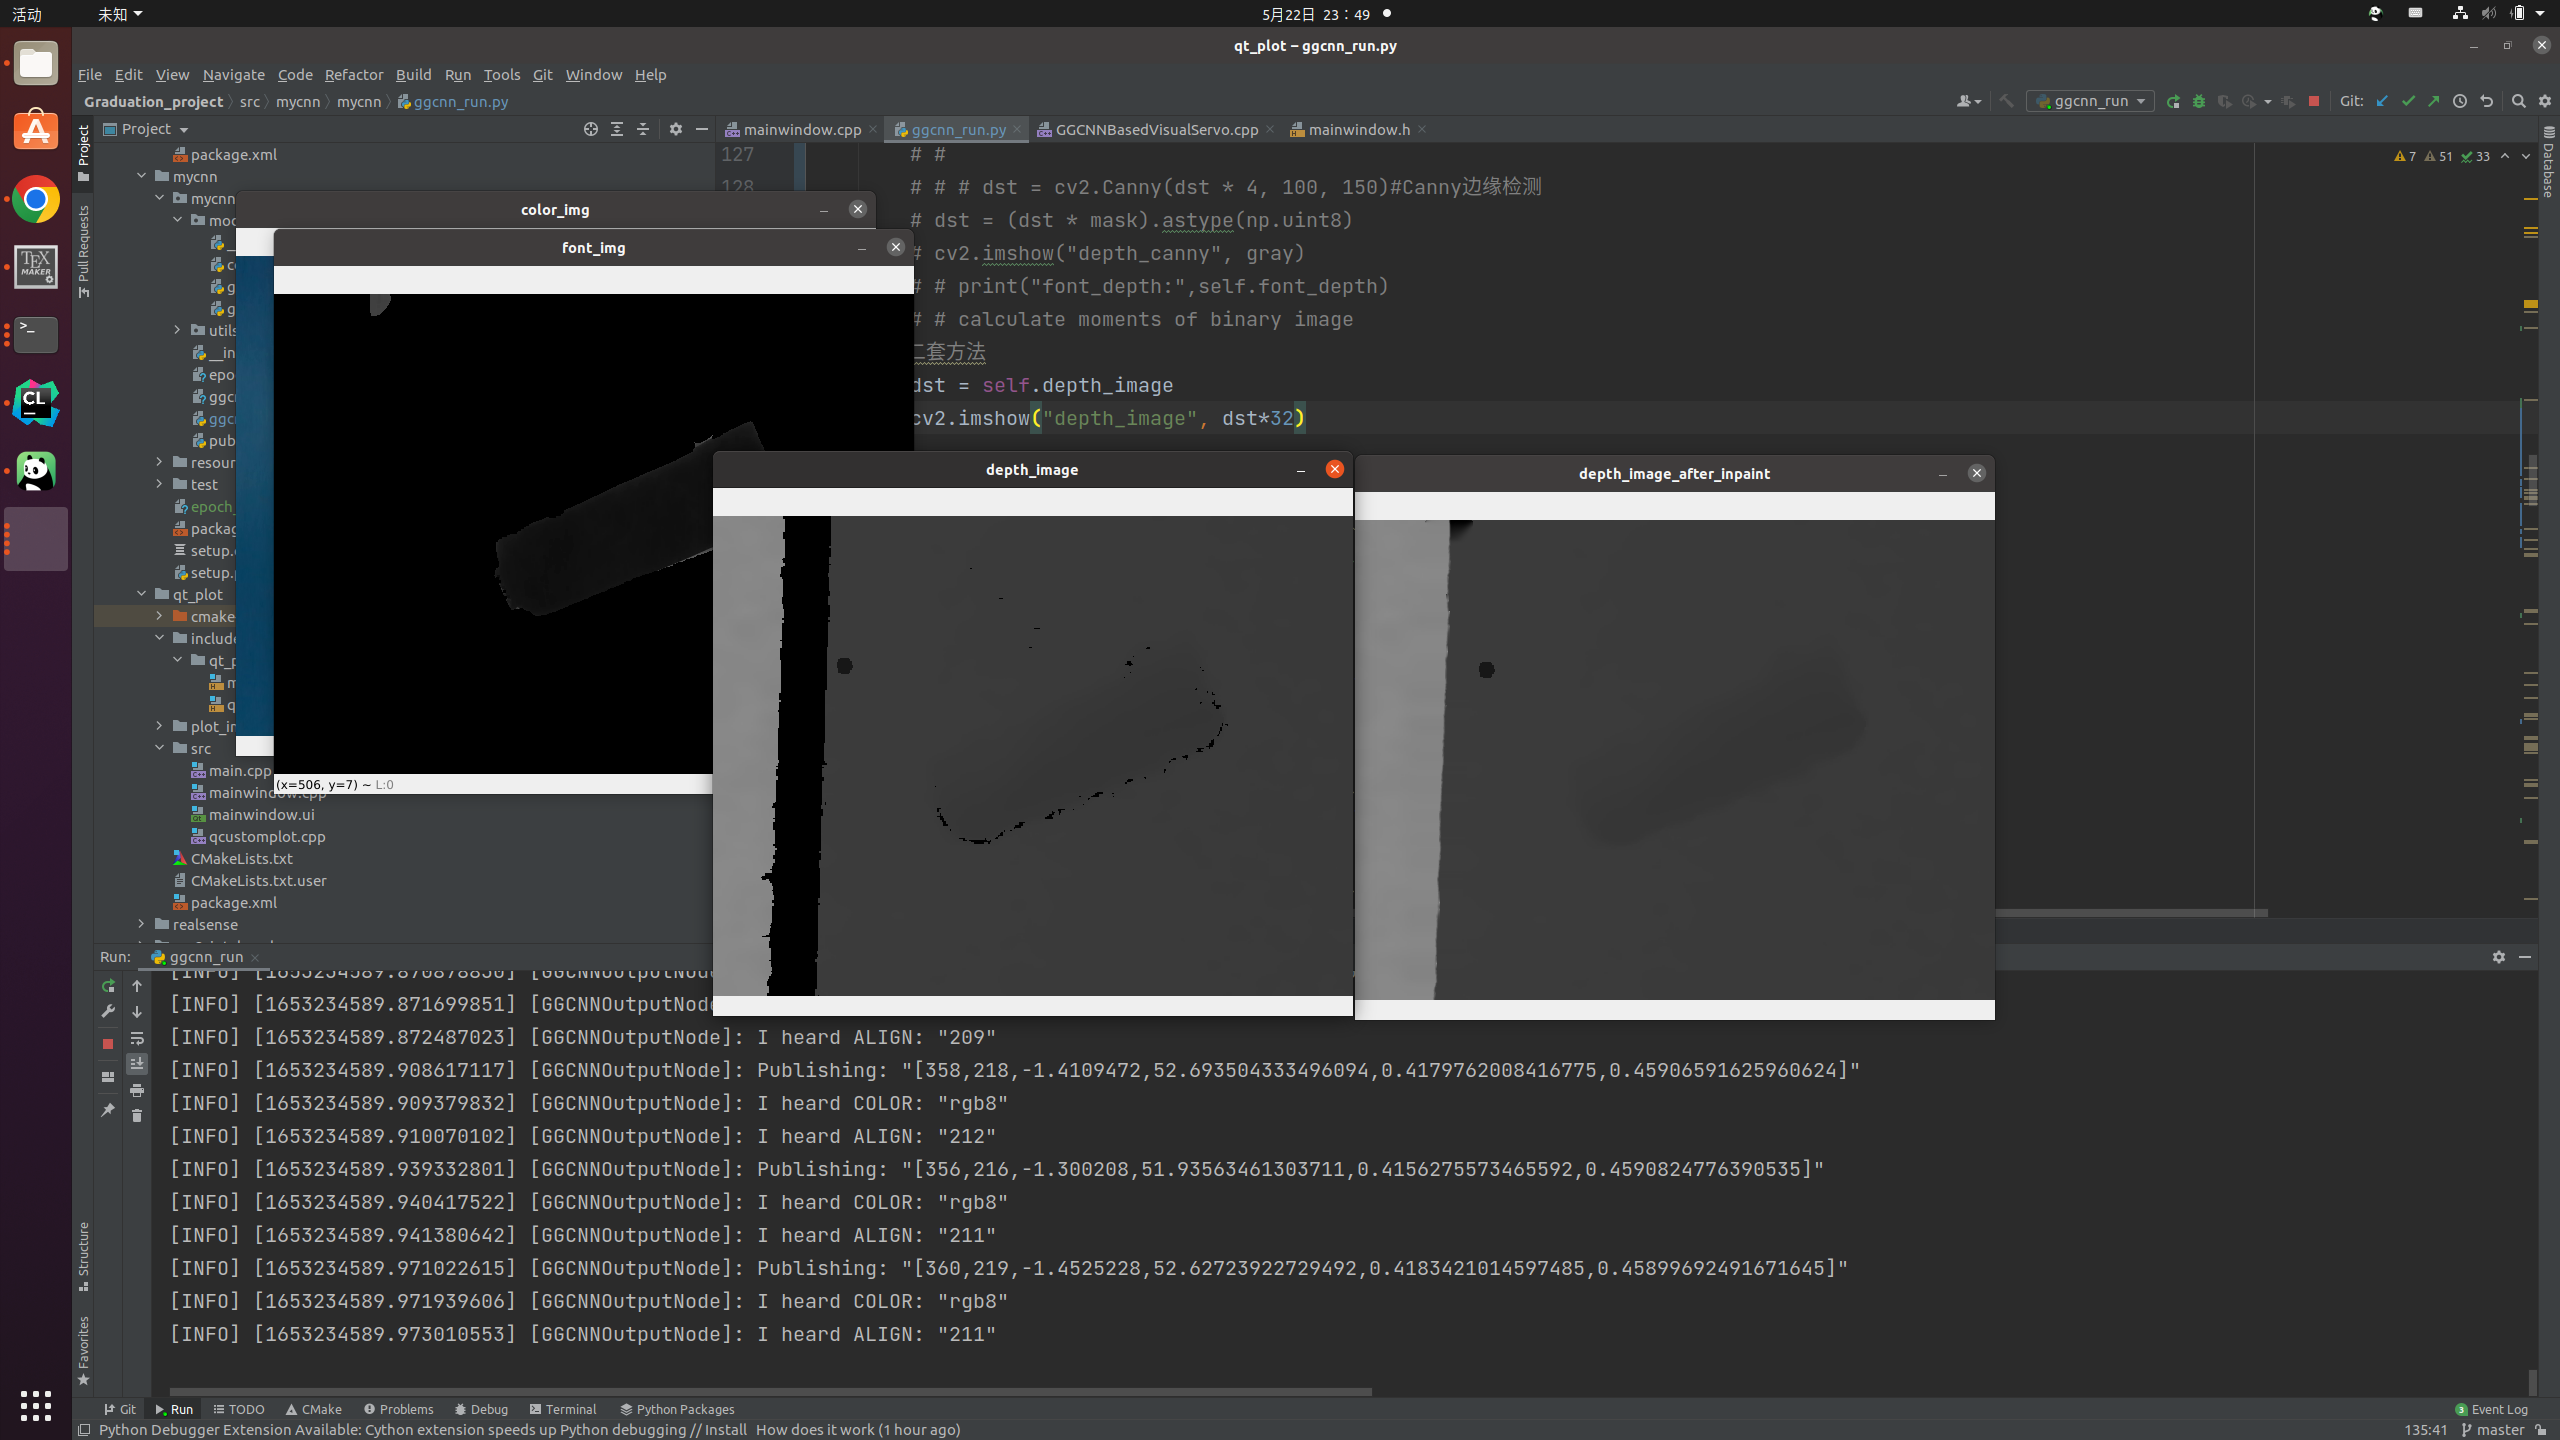 活动
未知
5月22日 23：49
qt_plot – ggcnn_run.py
File Edit View Navigate Code Refactor Build Run Tools Git Window Help
Graduation_project src mycnn mycnn ggcnn_run.py
ggcnn_run
Git:
Project
mainwindow.cpp
ggcnn_run.py
GGCNNBasedVisualServo.cpp
mainwindow.h
Project
Pull Requests
Structure
Favorites
Database
package.xml
mycnn
mycnn
utils
resour
test
epoch_
packag
setup.
setup.
qt_plot
cmake
include
qt_p
src
main.cpp
mainwindow.cpp
mainwindow.ui
qcustomplot.cpp
CMakeLists.txt
CMakeLists.txt.user
package.xml
realsense
127
128
7 51 33
# #
# # # dst = cv2.Canny(dst * 4, 100, 150)#Canny边缘检测
# dst = (dst * mask).astype(np.uint8)
# cv2.imshow("depth_canny", gray)
# # print("font_depth:",self.font_depth)
# # calculate moments of binary image
二套方法
dst = self.depth_image
cv2.imshow("depth_image", dst*32)
color_img
font_img
(x=506, y=7) ~ L:0
depth_image
depth_image_after_inpaint
Run: ggcnn_run
[INFO] [1653234589.870878830] [GGCNNOutputNode
[INFO] [1653234589.871699851] [GGCNNOutputNode
[INFO] [1653234589.872487023] [GGCNNOutputNode]: I heard ALIGN: "209"
[INFO] [1653234589.908617117] [GGCNNOutputNode]: Publishing: "[358,218,-1.4109472,52.693504333496094,0.4179762008416775,0.45906591625960624]"
[INFO] [1653234589.909379832] [GGCNNOutputNode]: I heard COLOR: "rgb8"
[INFO] [1653234589.910070102] [GGCNNOutputNode]: I heard ALIGN: "212"
[INFO] [1653234589.939332801] [GGCNNOutputNode]: Publishing: "[356,216,-1.300208,51.93563461303711,0.4156275573465592,0.4590824776390535]"
[INFO] [1653234589.940417522] [GGCNNOutputNode]: I heard COLOR: "rgb8"
[INFO] [1653234589.941380642] [GGCNNOutputNode]: I heard ALIGN: "211"
[INFO] [1653234589.971022615] [GGCNNOutputNode]: Publishing: "[360,219,-1.4525228,52.62723922729492,0.4183421014597485,0.45899692491671645]"
[INFO] [1653234589.971939606] [GGCNNOutputNode]: I heard COLOR: "rgb8"
[INFO] [1653234589.973010553] [GGCNNOutputNode]: I heard ALIGN: "211"
Git Run TODO CMake Problems Debug Terminal Python Packages
3 Event Log
Python Debugger Extension Available: Cython extension speeds up Python debugging // Install How does it work (1 hour ago)
135:41 master